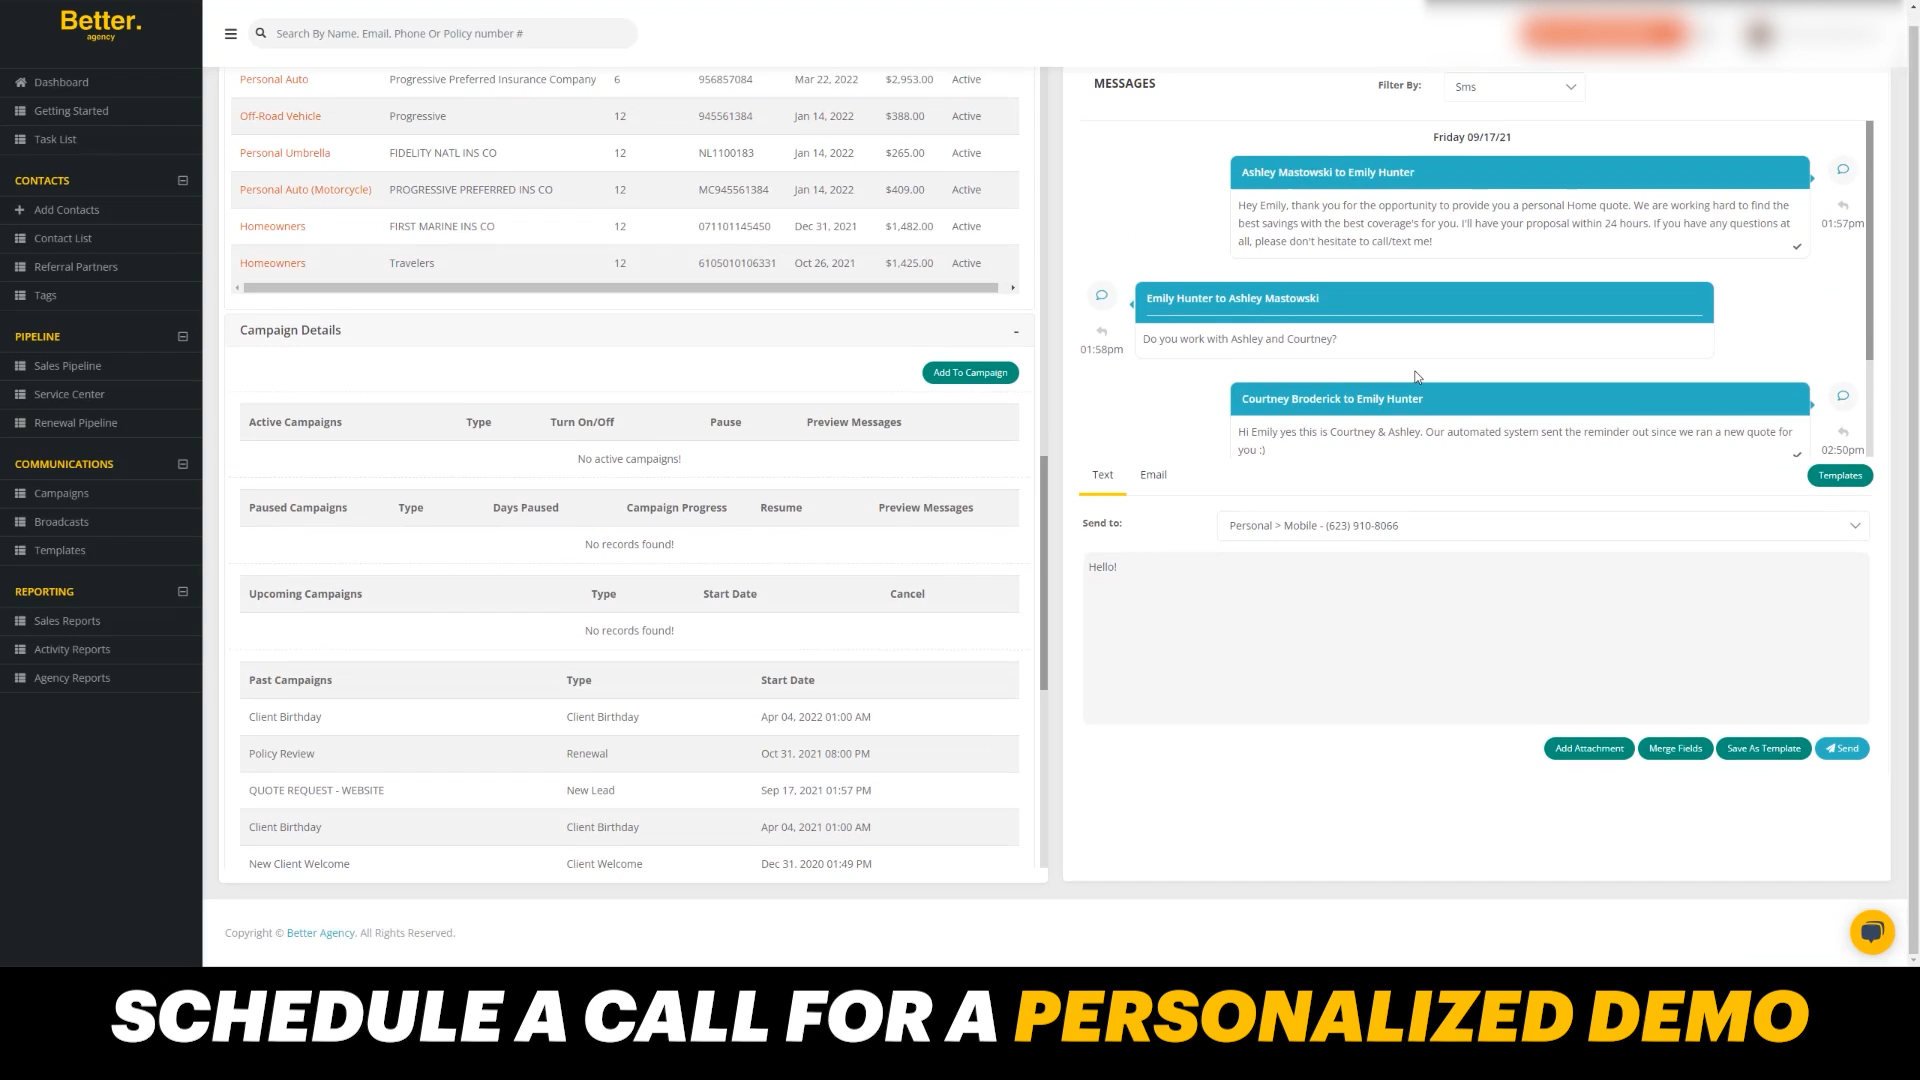 Better.
agency
Search By Name, Email, Phone Or Policy number #
Dashboard
Getting Started
Task List
CONTACTS
Add Contacts
Contact List
Referral Partners
Tags
PIPELINE
Sales Pipeline
Service Center
Renewal Pipeline
COMMUNICATIONS
Campaigns
Broadcasts
Templates
REPORTING
Sales Reports
Activity Reports
Agency Reports
Personal Auto Progressive Preferred Insurance Company 6 956857084 Mar 22, 2022 $2,953.00 Active
Off-Road Vehicle Progressive 12 945561384 Jan 14, 2022 $388.00 Active
Personal Umbrella FIDELITY NATL INS CO 12 NL1100183 Jan 14, 2022 $265.00 Active
Personal Auto (Motorcycle) PROGRESSIVE PREFERRED INS CO 12 MC945561384 Jan 14, 2022 $409.00 Active
Homeowners FIRST MARINE INS CO 12 071101145450 Dec 31, 2021 $1,482.00 Active
Homeowners Travelers 12 6105010106331 Oct 26, 2021 $1,425.00 Active
Campaign Details -
Add To Campaign
Active Campaigns Type Turn On/Off Pause Preview Messages
No active campaigns!
Paused Campaigns Type Days Paused Campaign Progress Resume Preview Messages
No records found!
Upcoming Campaigns Type Start Date Cancel
No records found!
Past Campaigns Type Start Date
Client Birthday Client Birthday Apr 04, 2022 01:00 AM
Policy Review Renewal Oct 31, 2021 08:00 PM
QUOTE REQUEST - WEBSITE New Lead Sep 17, 2021 01:57 PM
Client Birthday Client Birthday Apr 04, 2021 01:00 AM
New Client Welcome Client Welcome Dec 31, 2020 01:49 PM
MESSAGES Filter By: Sms
Friday 09/17/21
Ashley Mastowski to Emily Hunter
Hey Emily, thank you for the opportunity to provide you a personal Home quote. We are working hard to find the
best savings with the best coverage's for you. I'll have your proposal within 24 hours. If you have any questions at
all, please don't hesitate to call/text me!
01:57pm
Emily Hunter to Ashley Mastowski
Do you work with Ashley and Courtney?
01:58pm
Courtney Broderick to Emily Hunter
Hi Emily yes this is Courtney & Ashley. Our automated system sent the reminder out since we ran a new quote for
you :)
02:50pm
Text Email Templates
Send to: Personal > Mobile - (623) 910-8066
Hello!
Add Attachment Merge Fields Save As Template Send
Copyright © Better Agency. All Rights Reserved.
SCHEDULE A CALL FOR A PERSONALIZED DEMO